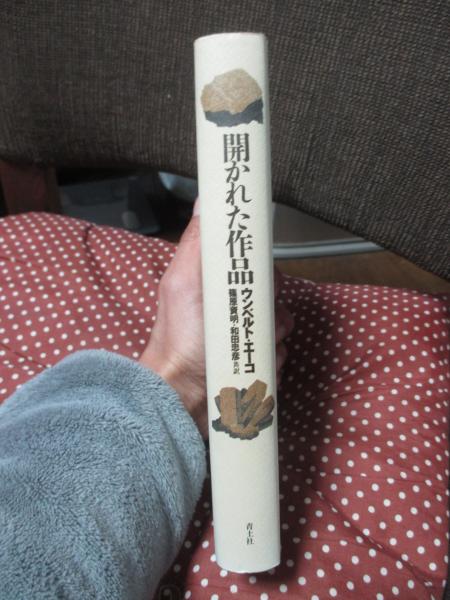 開かれた作品
ウンベルト・エーコ
篠原資明・和田忠彦 共訳
青土社